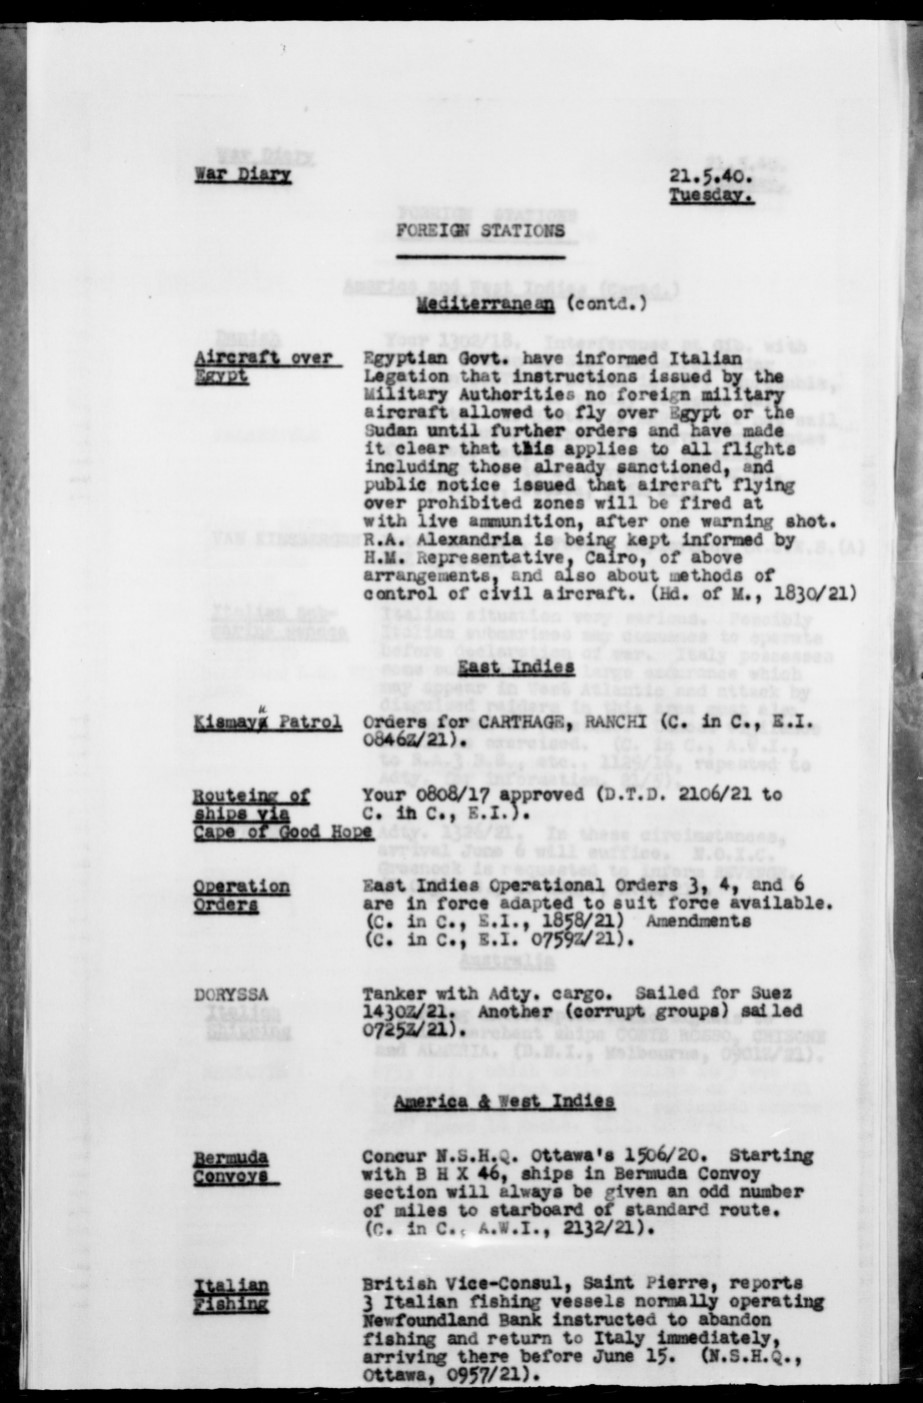 War Diary 21.5.40.
Tuesday.
FOREIGN STATIONS
Mediterranean (contd.)
Aircraft over Egyptian Govt. have informed Italian
Egypt Legation that instructions issued by the
Military Authorities no foreign military
aircraft allowed to fly over Egypt or the
Sudan until further orders and have made
it clear that this applies to all flights
including those already sanctioned, and
public notice issued that aircraft flying
over prohibited zones will be fired at
with live ammunition, after one warning shot.
R.A. Alexandria is being kept informed by
H.M. Representative, Cairo, of above
arrangements, and also about methods of
control of civil aircraft. (Hd. of M., 1830/21)
East Indies
Kismayu Patrol Orders for CARTHAGE, RANCHI (C. in C., E.I.
0846Z/21).
Routeing of Your 0808/17 approved (D.T.D. 2106/21 to
ships via C. in C., E.I.).
Cape of Good Hope
Operation East Indies Operational Orders 3, 4, and 6
Orders are in force adapted to suit force available.
(C. in C., E.I., 1858/21) Amendments
(C. in C., E.I. 0759Z/21).
DORYSSA Tanker with Adty. cargo. Sailed for Suez
1430Z/21. Another (corrupt groups) sailed
0725Z/21).
America & West Indies
Bermuda Concur N.S.H.Q. Ottawa's 1506/20. Starting
Convoys with B H X 46, ships in Bermuda Convoy
section will always be given an odd number
of miles to starboard of standard route.
(C. in C., A.W.I., 2132/21).
Italian British Vice-Consul, Saint Pierre, reports
Fishing 3 Italian fishing vessels normally operating
Newfoundland Bank instructed to abandon
fishing and return to Italy immediately,
arriving there before June 15. (N.S.H.Q.,
Ottawa, 0957/21).